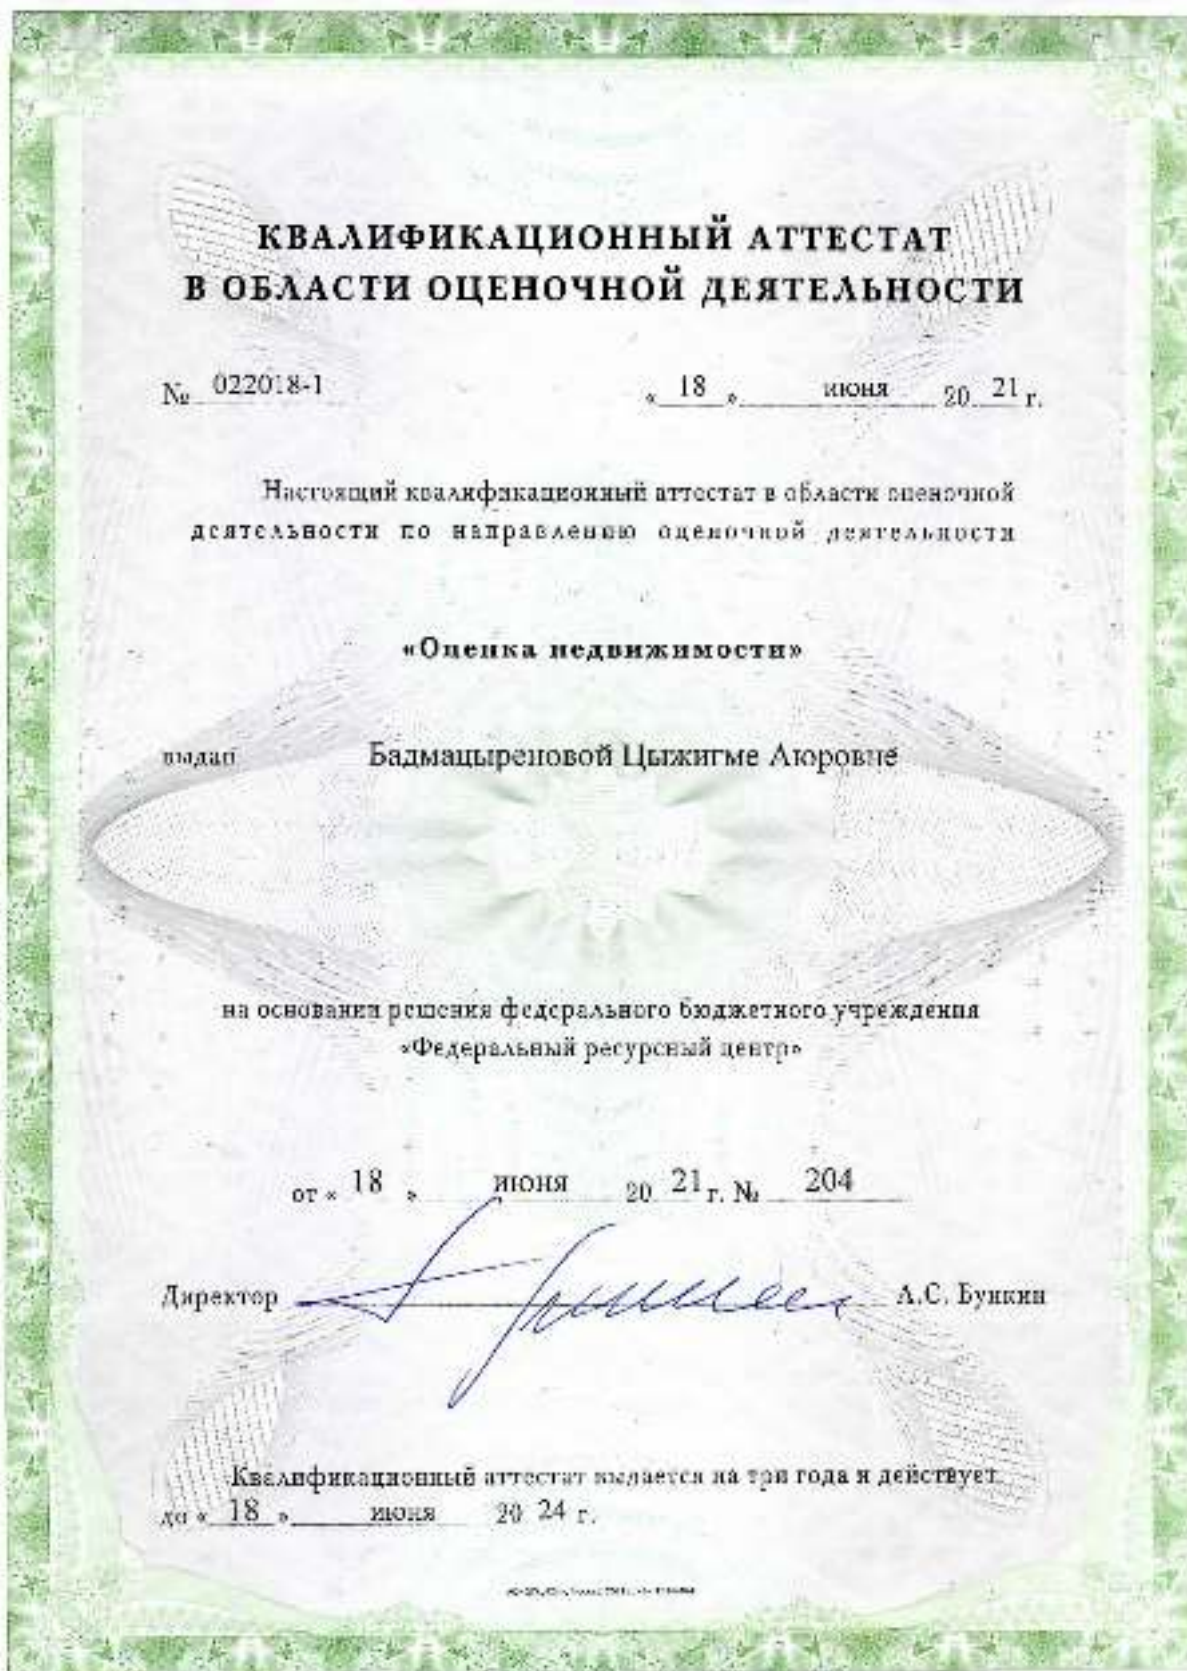 КВАЛИФИКАЦИОННЫЙ АТТЕСТАТ
В ОБЛАСТИ ОЦЕНОЧНОЙ ДЕЯТЕЛЬНОСТИ
№ 022018-1 « 18 » июня 20 21 г.
Настоящий квалификационный аттестат в области оценочной
деятельности по направлению оценочной деятельности
«Оценка недвижимости»
выдан Бадмацыреновой Цыжигме Аюровне
на основании решения федерального бюджетного учреждения
«Федеральный ресурсный центр»
от « 18 » июня 20 21 г. № 204
Директор А.С. Бункин
Квалификационный аттестат выдается на три года и действует
до « 18 » июня 20 24 г.